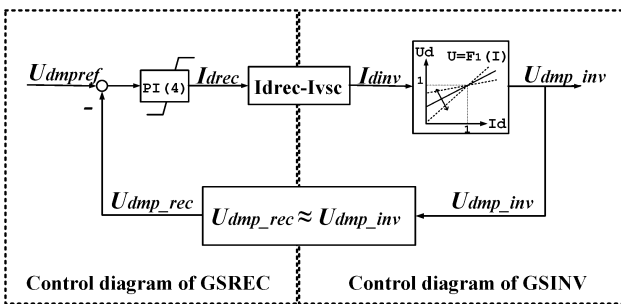 Udmpref
-
PI(4)
Idrec
Idrec-Ivsc
Idinv
Ud
U=F1(I)
1
1
Id
Udmp_inv
Udmp_rec
Udmp_rec≈Udmp_inv
Udmp_inv
Control diagram of GSREC
Control diagram of GSINV